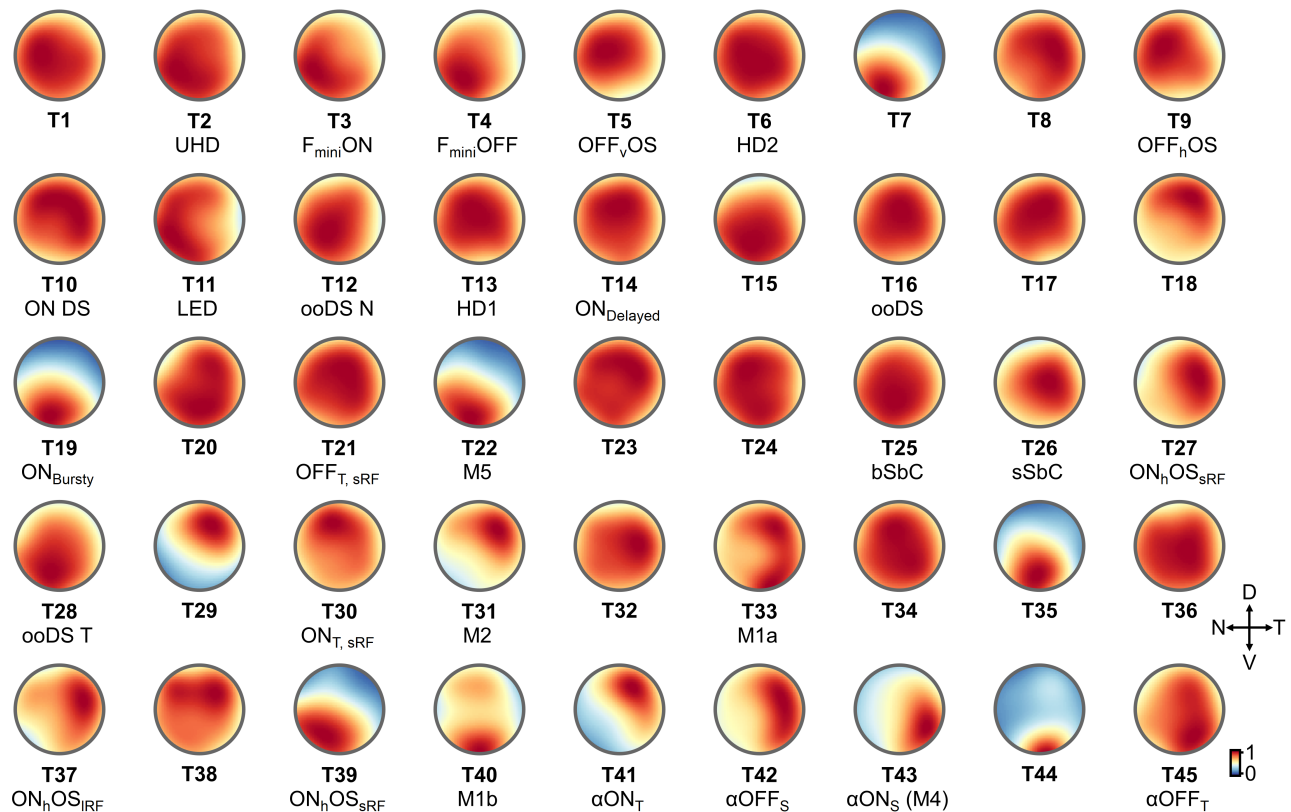 T1 T2 T3 T4 T5 T6 T7 T8 T9
UHD FminiON FminiOFF OFFvOS HD2 OFFhOS
T10 T11 T12 T13 T14 T15 T16 T17 T18
ON DS LED ooDS N HD1 ONDelayed ooDS
T19 T20 T21 T22 T23 T24 T25 T26 T27
ONBursty OFFT, sRF M5 bSbC sSbC ONhOSsRF
T28 T29 T30 T31 T32 T33 T34 T35 T36
ooDS T ONT, sRF M2 M1a
D
N T
V
T37 T38 T39 T40 T41 T42 T43 T44 T45
ONhOSlRF ONhOSsRF M1b αONT αOFFS αONS (M4) αOFFT
1
0